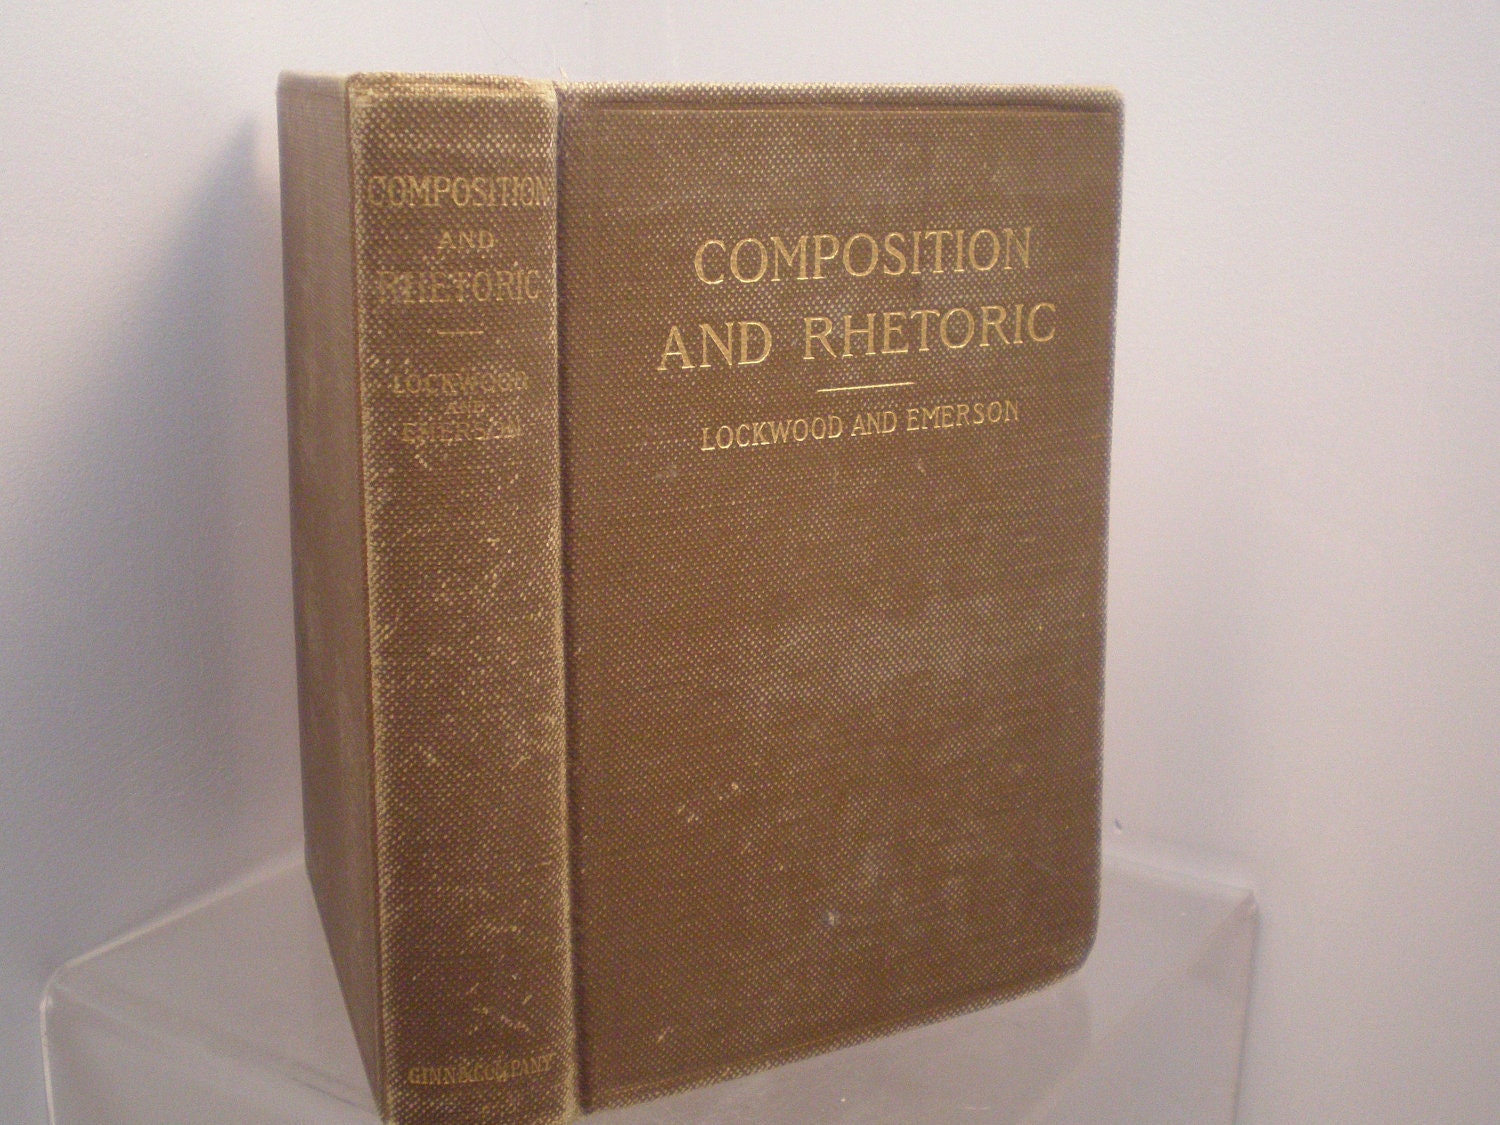 COMPOSITION
AND
RHETORIC
LOCKWOOD
AND
EMERSON
GINN & COMPANY
COMPOSITION
AND RHETORIC
LOCKWOOD AND EMERSON